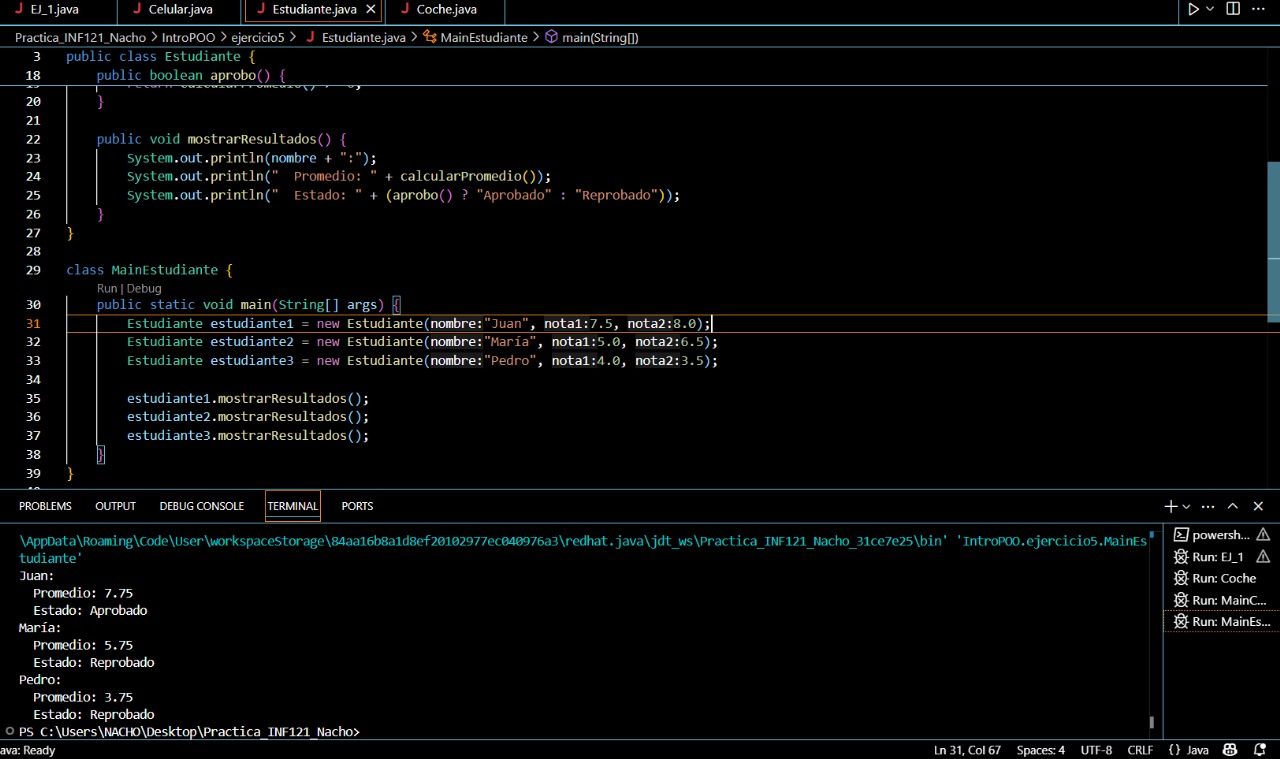 EJ_1.java Celular.java Estudiante.java Coche.java
Practica_INF121_Nacho > IntroPOO > ejercicio5 > Estudiante.java > MainEstudiante > main(String[])
3 public class Estudiante {
18 public boolean aprobo() {
20 }
21
22 public void mostrarResultados() {
23 System.out.println(nombre + ":");
24 System.out.println("  Promedio: " + calcularPromedio());
25 System.out.println("  Estado: " + (aprobo() ? "Aprobado" : "Reprobado"));
26 }
27 }
28
29 class MainEstudiante {
Run | Debug
30 public static void main(String[] args) {
31 Estudiante estudiante1 = new Estudiante(nombre:"Juan", nota1:7.5, nota2:8.0);
32 Estudiante estudiante2 = new Estudiante(nombre:"María", nota1:5.0, nota2:6.5);
33 Estudiante estudiante3 = new Estudiante(nombre:"Pedro", nota1:4.0, nota2:3.5);
34
35 estudiante1.mostrarResultados();
36 estudiante2.mostrarResultados();
37 estudiante3.mostrarResultados();
38 }
39 }
PROBLEMS OUTPUT DEBUG CONSOLE TERMINAL PORTS
\AppData\Roaming\Code\User\workspaceStorage\84aa16b8a1d8ef20102977ec040976a3\redhat.java\jdt_ws\Practica_INF121_Nacho_31ce7e25\bin' 'IntroPOO.ejercicio5.MainEs
tudiante'
Juan:
  Promedio: 7.75
  Estado: Aprobado
María:
  Promedio: 5.75
  Estado: Reprobado
Pedro:
  Promedio: 3.75
  Estado: Reprobado
PS C:\Users\NACHO\Desktop\Practica_INF121_Nacho>
powersh...
Run: EJ_1
Run: Coche
Run: MainC...
Run: MainEs...
ava: Ready Ln 31, Col 67 Spaces: 4 UTF-8 CRLF {} Java